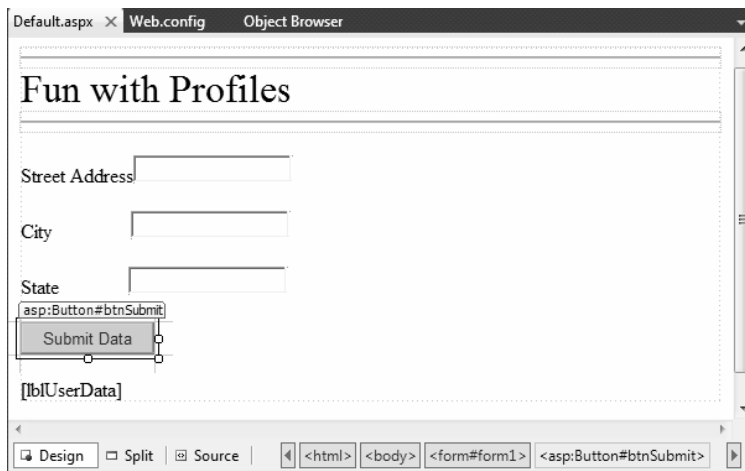 Default.aspx × Web.config Object Browser
Fun with Profiles
Street Address
City
State
asp:Button#btnSubmit
Submit Data
[lblUserData]
Design Split Source <html> <body> <form#form1> <asp:Button#btnSubmit>